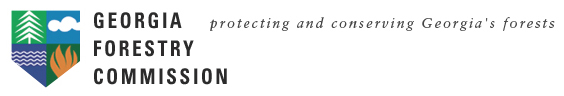 GEORGIA
FORESTRY
COMMISSION
protecting and conserving Georgia's forests